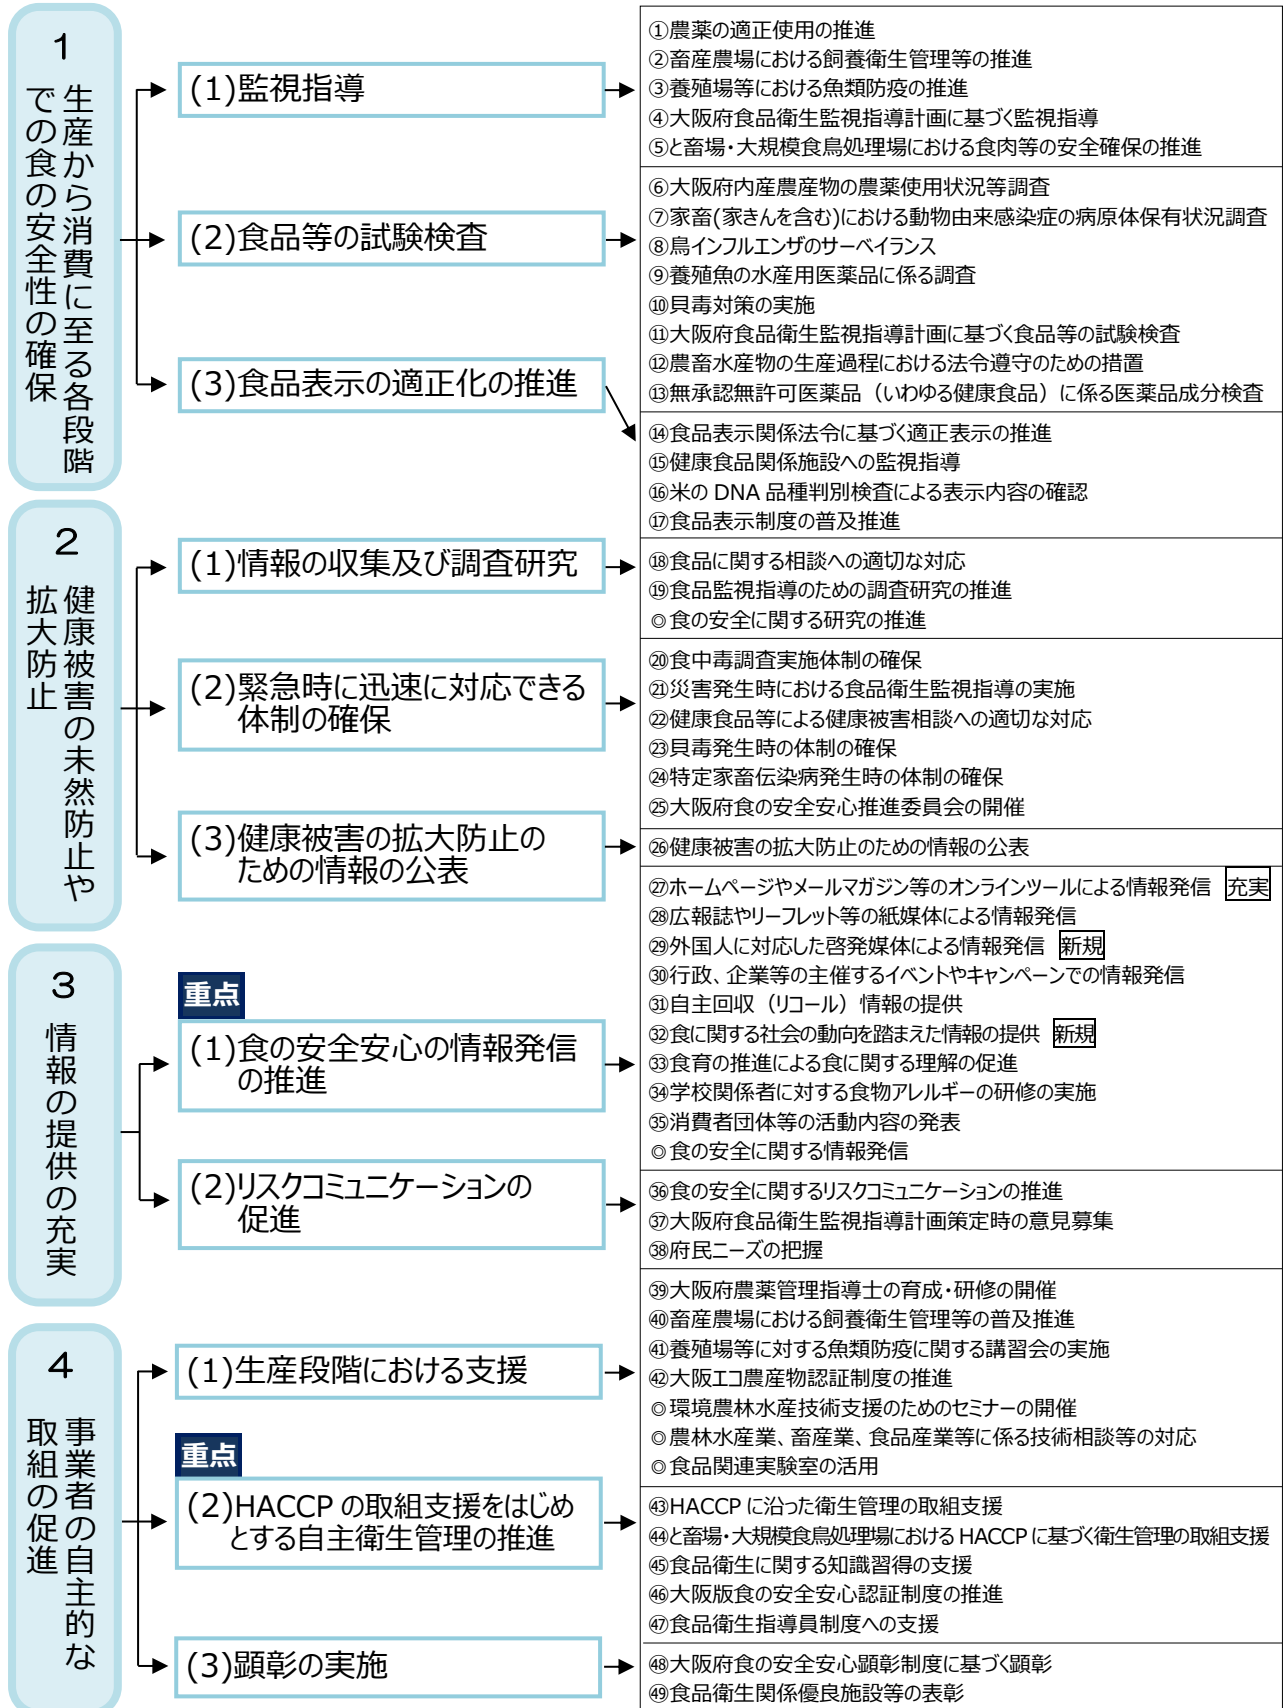 1
生産から消費に至る各段階
での食の安全性の確保
(1)監視指導
①農薬の適正使用の推進
②畜産農場における飼養衛生管理等の推進
③養殖場等における魚類防疫の推進
④大阪府食品衛生監視指導計画に基づく監視指導
⑤と畜場・大規模食鳥処理場における食肉等の安全確保の推進
(2)食品等の試験検査
⑥大阪府内産農産物の農薬使用状況等調査
⑦家畜(家きんを含む)における動物由来感染症の病原体保有状況調査
⑧鳥インフルエンザのサーベイランス
⑨養殖魚の水産用医薬品に係る調査
⑩貝毒対策の実施
⑪大阪府食品衛生監視指導計画に基づく食品等の試験検査
⑫農畜水産物の生産過程における法令遵守のための措置
⑬無承認無許可医薬品（いわゆる健康食品）に係る医薬品成分検査
(3)食品表示の適正化の推進
⑭食品表示関係法令に基づく適正表示の推進
⑮健康食品関係施設への監視指導
⑯米の DNA 品種判別検査による表示内容の確認
⑰食品表示制度の普及推進
2
健康被害の未然防止や
拡大防止
(1)情報の収集及び調査研究
⑱食品に関する相談への適切な対応
⑲食品監視指導のための調査研究の推進
◎食の安全に関する研究の推進
(2)緊急時に迅速に対応できる
体制の確保
⑳食中毒調査実施体制の確保
㉑災害発生時における食品衛生監視指導の実施
㉒健康食品等による健康被害相談への適切な対応
㉓貝毒発生時の体制の確保
㉔特定家畜伝染病発生時の体制の確保
㉕大阪府食の安全安心推進委員会の開催
(3)健康被害の拡大防止の
ための情報の公表
㉖健康被害の拡大防止のための情報の公表
3
情報の提供の充実
重点
(1)食の安全安心の情報発信
の推進
㉗ホームページやメールマガジン等のオンラインツールによる情報発信 充実
㉘広報誌やリーフレット等の紙媒体による情報発信
㉙外国人に対応した啓発媒体による情報発信 新規
㉚行政、企業等の主催するイベントやキャンペーンでの情報発信
㉛自主回収（リコール）情報の提供
㉜食に関する社会の動向を踏まえた情報の提供 新規
㉝食育の推進による食に関する理解の促進
㉞学校関係者に対する食物アレルギーの研修の実施
㉟消費者団体等の活動内容の発表
◎食の安全に関する情報発信
(2)リスクコミュニケーションの
促進
㊱食の安全に関するリスクコミュニケーションの推進
㊲大阪府食品衛生監視指導計画策定時の意見募集
㊳府民ニーズの把握
4
事業者の自主的な
取組の促進
(1)生産段階における支援
㊴大阪府農薬管理指導士の育成・研修の開催
㊵畜産農場における飼養衛生管理等の普及推進
㊶養殖場等に対する魚類防疫に関する講習会の実施
㊷大阪エコ農産物認証制度の推進
◎環境農林水産技術支援のためのセミナーの開催
◎農林水産業、畜産業、食品産業等に係る技術相談等の対応
◎食品関連実験室の活用
重点
(2)HACCP の取組支援をはじめ
とする自主衛生管理の推進
㊸HACCP に沿った衛生管理の取組支援
㊹と畜場・大規模食鳥処理場における HACCP に基づく衛生管理の取組支援
㊺食品衛生に関する知識習得の支援
㊻大阪版食の安全安心認証制度の推進
㊼食品衛生指導員制度への支援
(3)顕彰の実施
㊽大阪府食の安全安心顕彰制度に基づく顕彰
㊾食品衛生関係優良施設等の表彰